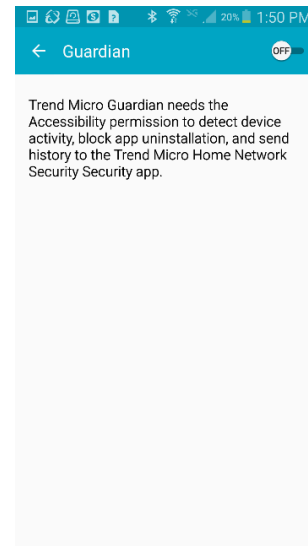 20% 1:50 PM
Guardian OFF
Trend Micro Guardian needs the
Accessibility permission to detect device
activity, block app uninstallation, and send
history to the Trend Micro Home Network
Security Security app.